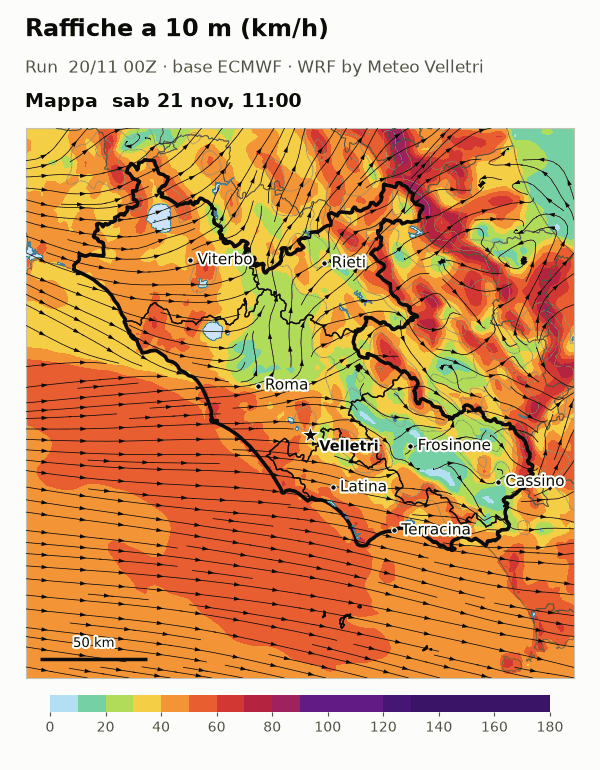 Raffiche a 10 m (km/h)
Run  20/11 00Z · base ECMWF · WRF by Meteo Velletri
Mappa  sab 21 nov, 11:00
Viterbo
Rieti
Roma
Velletri
Frosinone
Cassino
Latina
Terracina
50 km
0 20 40 60 80 100 120 140 160 180